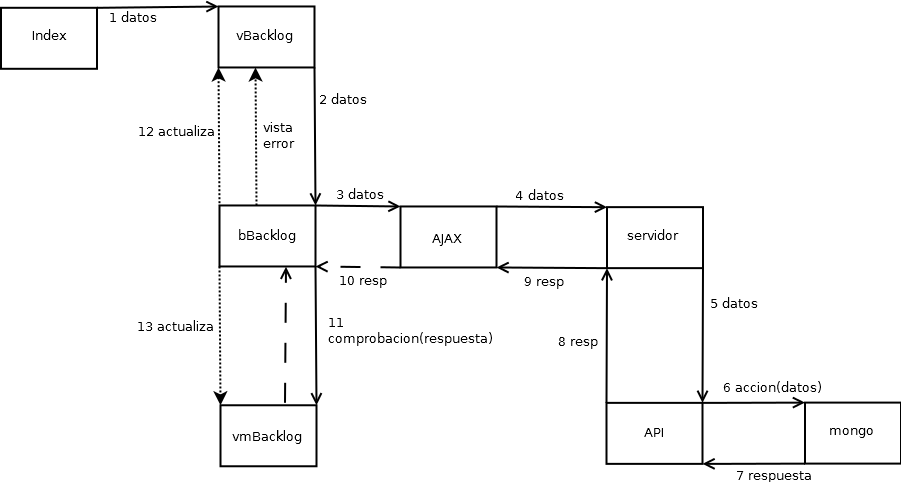 1 datos
Index
vBacklog
2 datos
12 actualiza
vista
error
3 datos
4 datos
bBacklog
AJAX
servidor
10 resp
9 resp
5 datos
13 actualiza
11
comprobacion(respuesta)
8 resp
6 accion(datos)
vmBacklog
API
mongo
7 respuesta